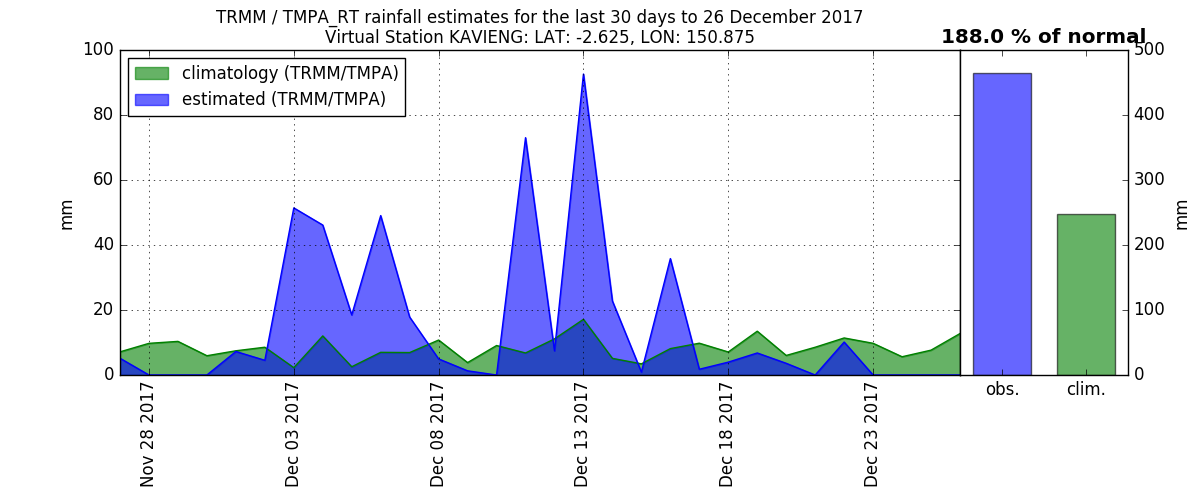 TRMM / TMPA_RT rainfall estimates for the last 30 days to 26 December 2017
Virtual Station KAVIENG: LAT: -2.625, LON: 150.875
188.0 % of normal
climatology (TRMM/TMPA)
estimated (TRMM/TMPA)
100
80
60
40
20
0
mm
Nov 28 2017
Dec 03 2017
Dec 08 2017
Dec 13 2017
Dec 18 2017
Dec 23 2017
500
400
300
200
100
0
mm
obs.
clim.